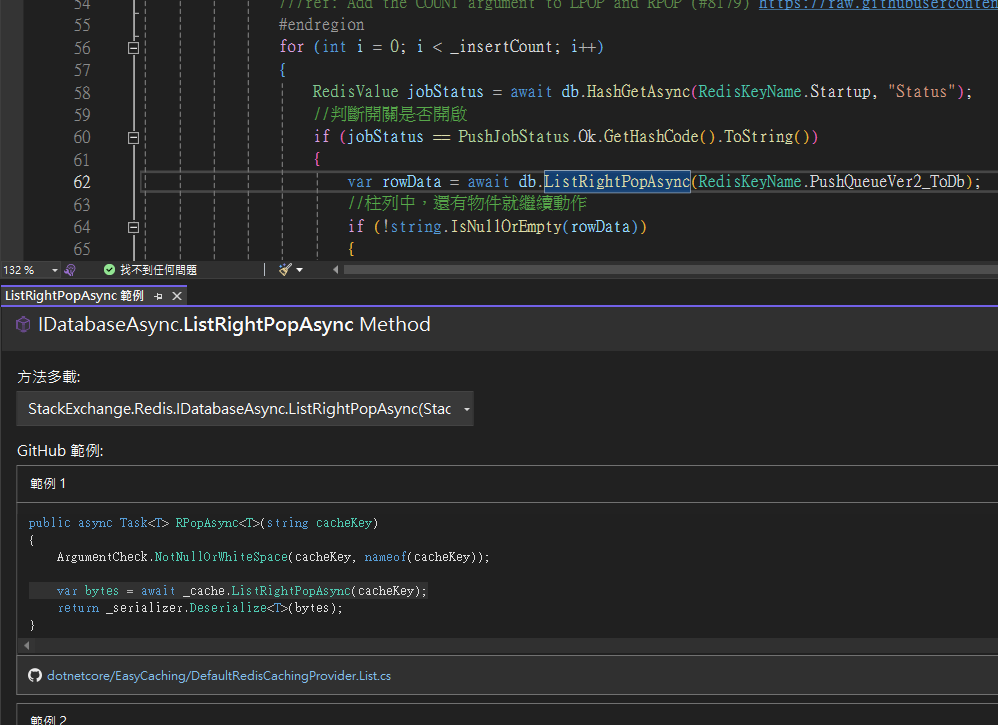 54 ///ref: Add the COUNT argument to LPOP and RPOP (#8179) https://raw.githubuserconten
55 #endregion
56 for (int i = 0; i < _insertCount; i++)
57 {
58 RedisValue jobStatus = await db.HashGetAsync(RedisKeyName.Startup, "Status");
59 //判斷開關是否開啟
60 if (jobStatus == PushJobStatus.Ok.GetHashCode().ToString())
61 {
62 var rowData = await db.ListRightPopAsync(RedisKeyName.PushQueueVer2_ToDb);
63 //柱列中，還有物件就繼續動作
64 if (!string.IsNullOrEmpty(rowData))
65 {
132 % 找不到任何問題
ListRightPopAsync 範例
IDatabaseAsync.ListRightPopAsync Method
方法多載:
StackExchange.Redis.IDatabaseAsync.ListRightPopAsync(Stac
GitHub 範例:
範例 1
public async Task<T> RPopAsync<T>(string cacheKey)
{
ArgumentCheck.NotNullOrWhiteSpace(cacheKey, nameof(cacheKey));
var bytes = await _cache.ListRightPopAsync(cacheKey);
return _serializer.Deserialize<T>(bytes);
}
dotnetcore/EasyCaching/DefaultRedisCachingProvider.List.cs
範例 2